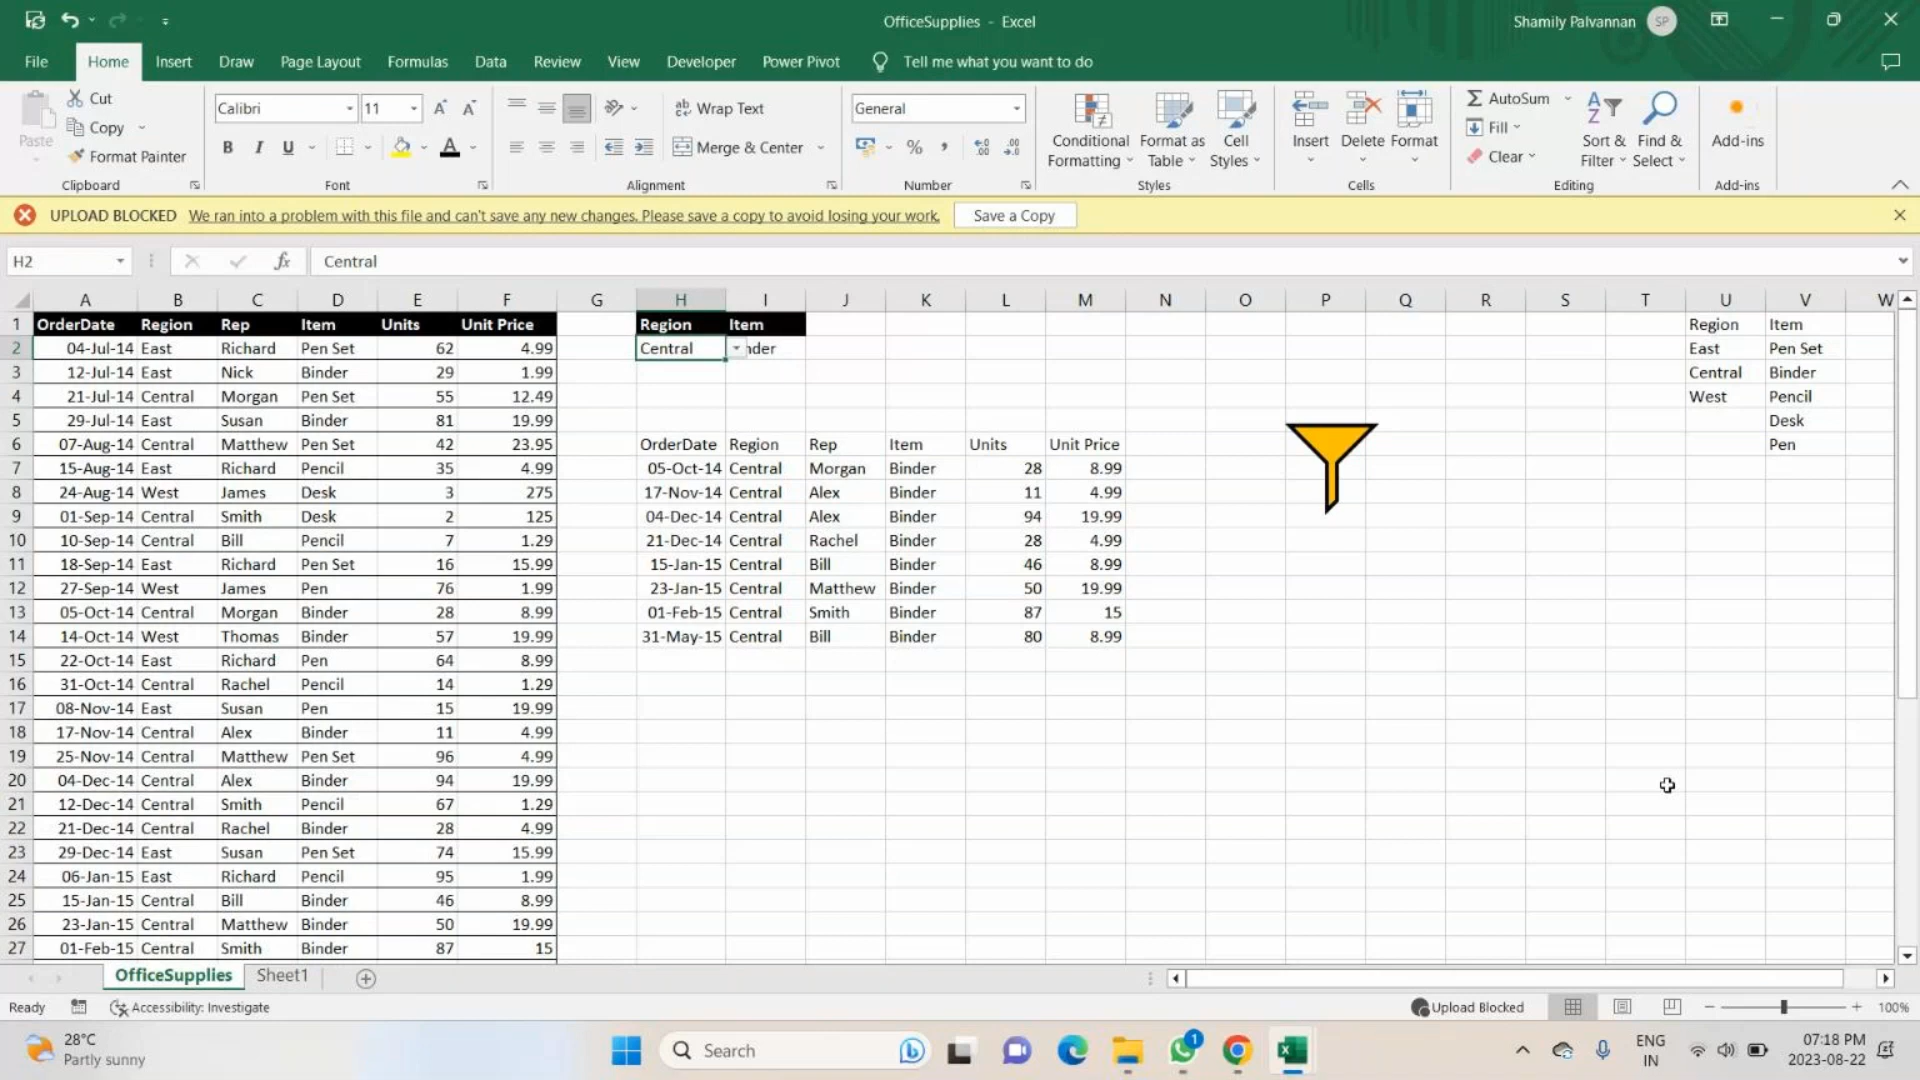 OfficeSupplies - Excel
Shamily Palvannan SP
File Home Insert Draw Page Layout Formulas Data Review View Developer Power Pivot Tell me what you want to do
Paste
Cut
Copy
Format Painter
Clipboard
Calibri 11
B I U A
Font
Wrap Text
Merge & Center
Alignment
General
% ,
Number
Conditional Formatting
Format as Table
Cell Styles
Styles
Insert Delete Format
Cells
AutoSum
Fill
Clear
Sort & Filter
Find & Select
Editing
Add-ins
Add-ins
UPLOAD BLOCKED We ran into a problem with this file and can't save any new changes. Please save a copy to avoid losing your work. Save a Copy
H2 fx Central
A B C D E F G H I J K L M N O P Q R S T U V W
1 OrderDate Region Rep Item Units Unit Price Region Item Region Item
2 04-Jul-14 East Richard Pen Set 62 4.99 Central nder East Pen Set
3 12-Jul-14 East Nick Binder 29 1.99 Central Binder
4 21-Jul-14 Central Morgan Pen Set 55 12.49 West Pencil
5 29-Jul-14 East Susan Binder 81 19.99 Desk
6 07-Aug-14 Central Matthew Pen Set 42 23.95 OrderDate Region Rep Item Units Unit Price Pen
7 15-Aug-14 East Richard Pencil 35 4.99 05-Oct-14 Central Morgan Binder 28 8.99
8 24-Aug-14 West James Desk 3 275 17-Nov-14 Central Alex Binder 11 4.99
9 01-Sep-14 Central Smith Desk 2 125 04-Dec-14 Central Alex Binder 94 19.99
10 10-Sep-14 Central Bill Pencil 7 1.29 21-Dec-14 Central Rachel Binder 28 4.99
11 18-Sep-14 East Richard Pen Set 16 15.99 15-Jan-15 Central Bill Binder 46 8.99
12 27-Sep-14 West James Pen 76 1.99 23-Jan-15 Central Matthew Binder 50 19.99
13 05-Oct-14 Central Morgan Binder 28 8.99 01-Feb-15 Central Smith Binder 87 15
14 14-Oct-14 West Thomas Binder 57 19.99 31-May-15 Central Bill Binder 80 8.99
15 22-Oct-14 East Richard Pen 64 8.99
16 31-Oct-14 Central Rachel Pencil 14 1.29
17 08-Nov-14 East Susan Pen 15 19.99
18 17-Nov-14 Central Alex Binder 11 4.99
19 25-Nov-14 Central Matthew Pen Set 96 4.99
20 04-Dec-14 Central Alex Binder 94 19.99
21 12-Dec-14 Central Smith Pencil 67 1.29
22 21-Dec-14 Central Rachel Binder 28 4.99
23 29-Dec-14 East Susan Pen Set 74 15.99
24 06-Jan-15 East Richard Pencil 95 1.99
25 15-Jan-15 Central Bill Binder 46 8.99
26 23-Jan-15 Central Matthew Binder 50 19.99
27 01-Feb-15 Central Smith Binder 87 15
OfficeSupplies Sheet1
Ready Accessibility: Investigate Upload Blocked 100%
28°C
Partly sunny
Search
1
ENG
IN
07:18 PM
2023-08-22